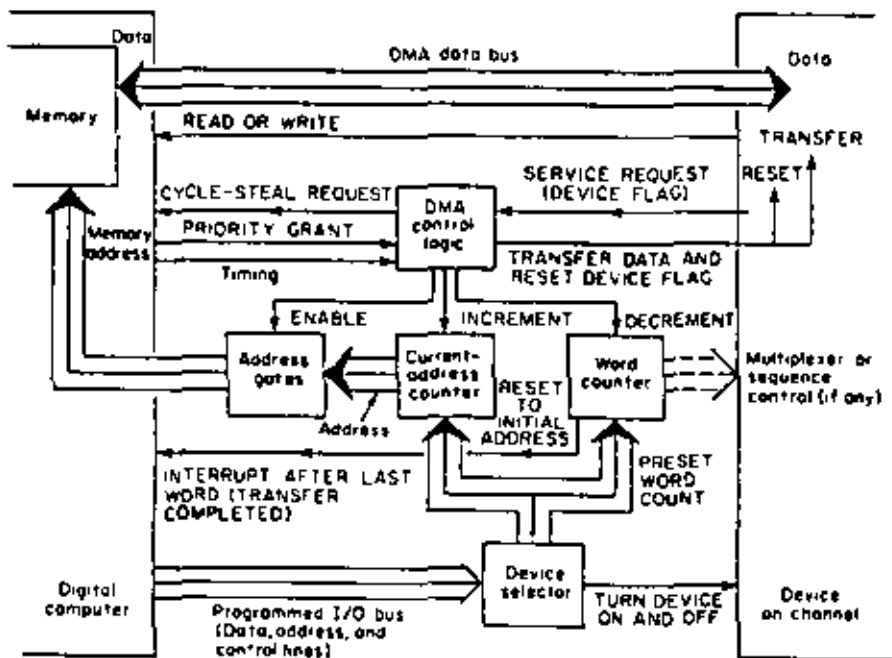 Data
DMA data bus
Data
Memory
READ OR WRITE
TRANSFER
SERVICE REQUEST
(DEVICE FLAG)
RESET
CYCLE-STEAL REQUEST
DMA
control
logic
PRIORITY GRANT
Memory
address
Timing
TRANSFER DATA AND
RESET DEVICE FLAG
ENABLE
INCREMENT
DECREMENT
Address
gates
Current-
address
counter
Word
counter
Multiplexer or
sequence
control (if any)
RESET
TO
INITIAL
ADDRESS
Address
INTERRUPT AFTER LAST
WORD (TRANSFER
COMPLETED)
PRESET
WORD
COUNT
Digital
computer
Device
selector
Device
on channel
TURN DEVICE
ON AND OFF
Programmed I/O bus
(Data, address, and
control lines)